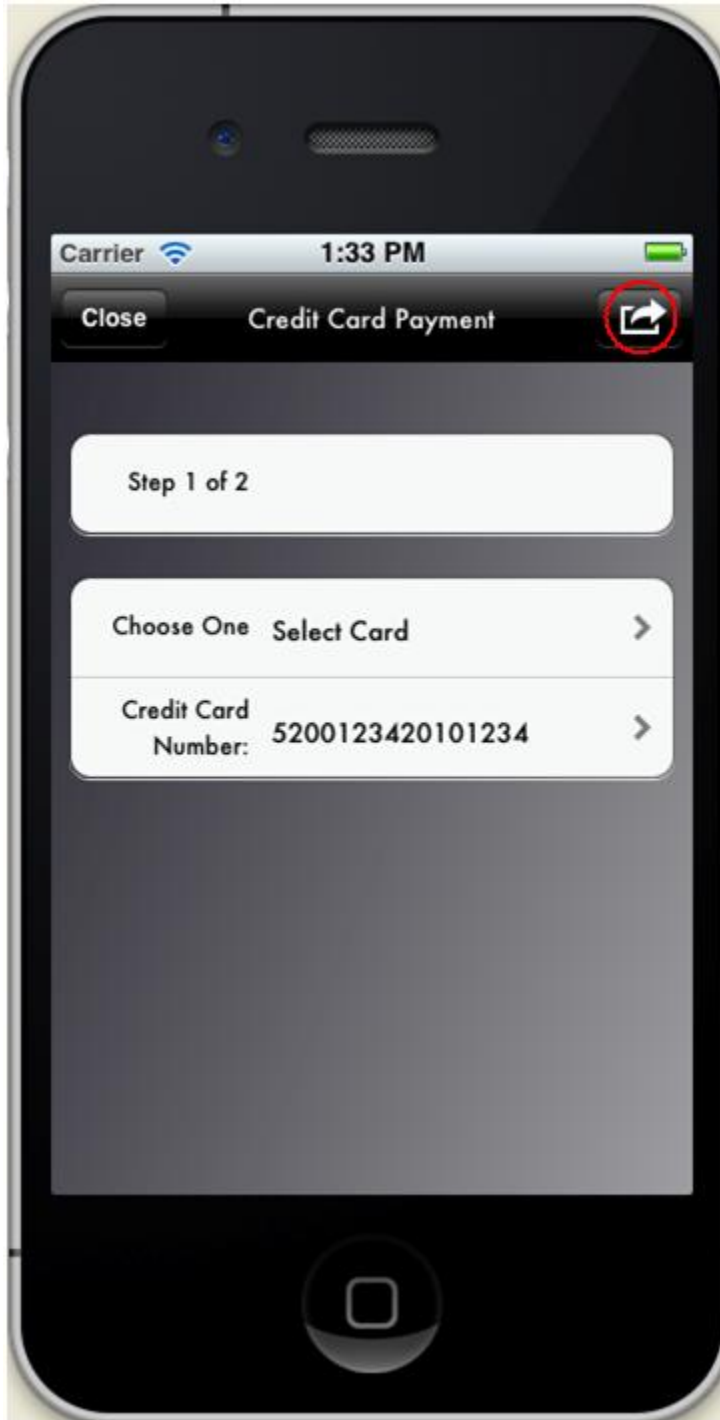 Carrier 1:33 PM
Close Credit Card Payment
Step 1 of 2
Choose One Select Card
Credit Card
Number: 5200123420101234